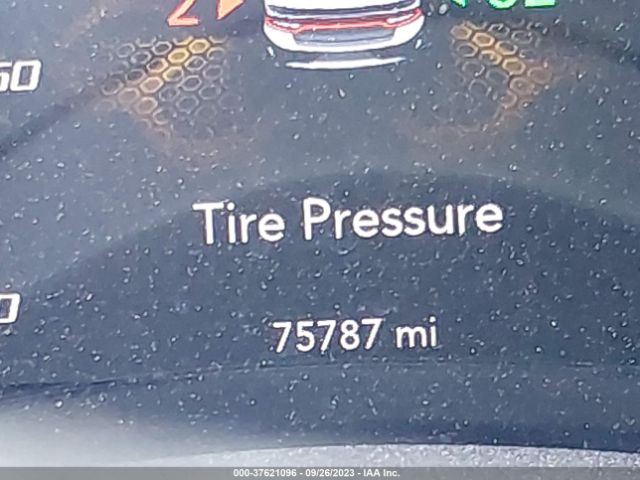 Tire Pressure
75787 mi
000-37621096 - 09/26/2023 - IAA Inc.